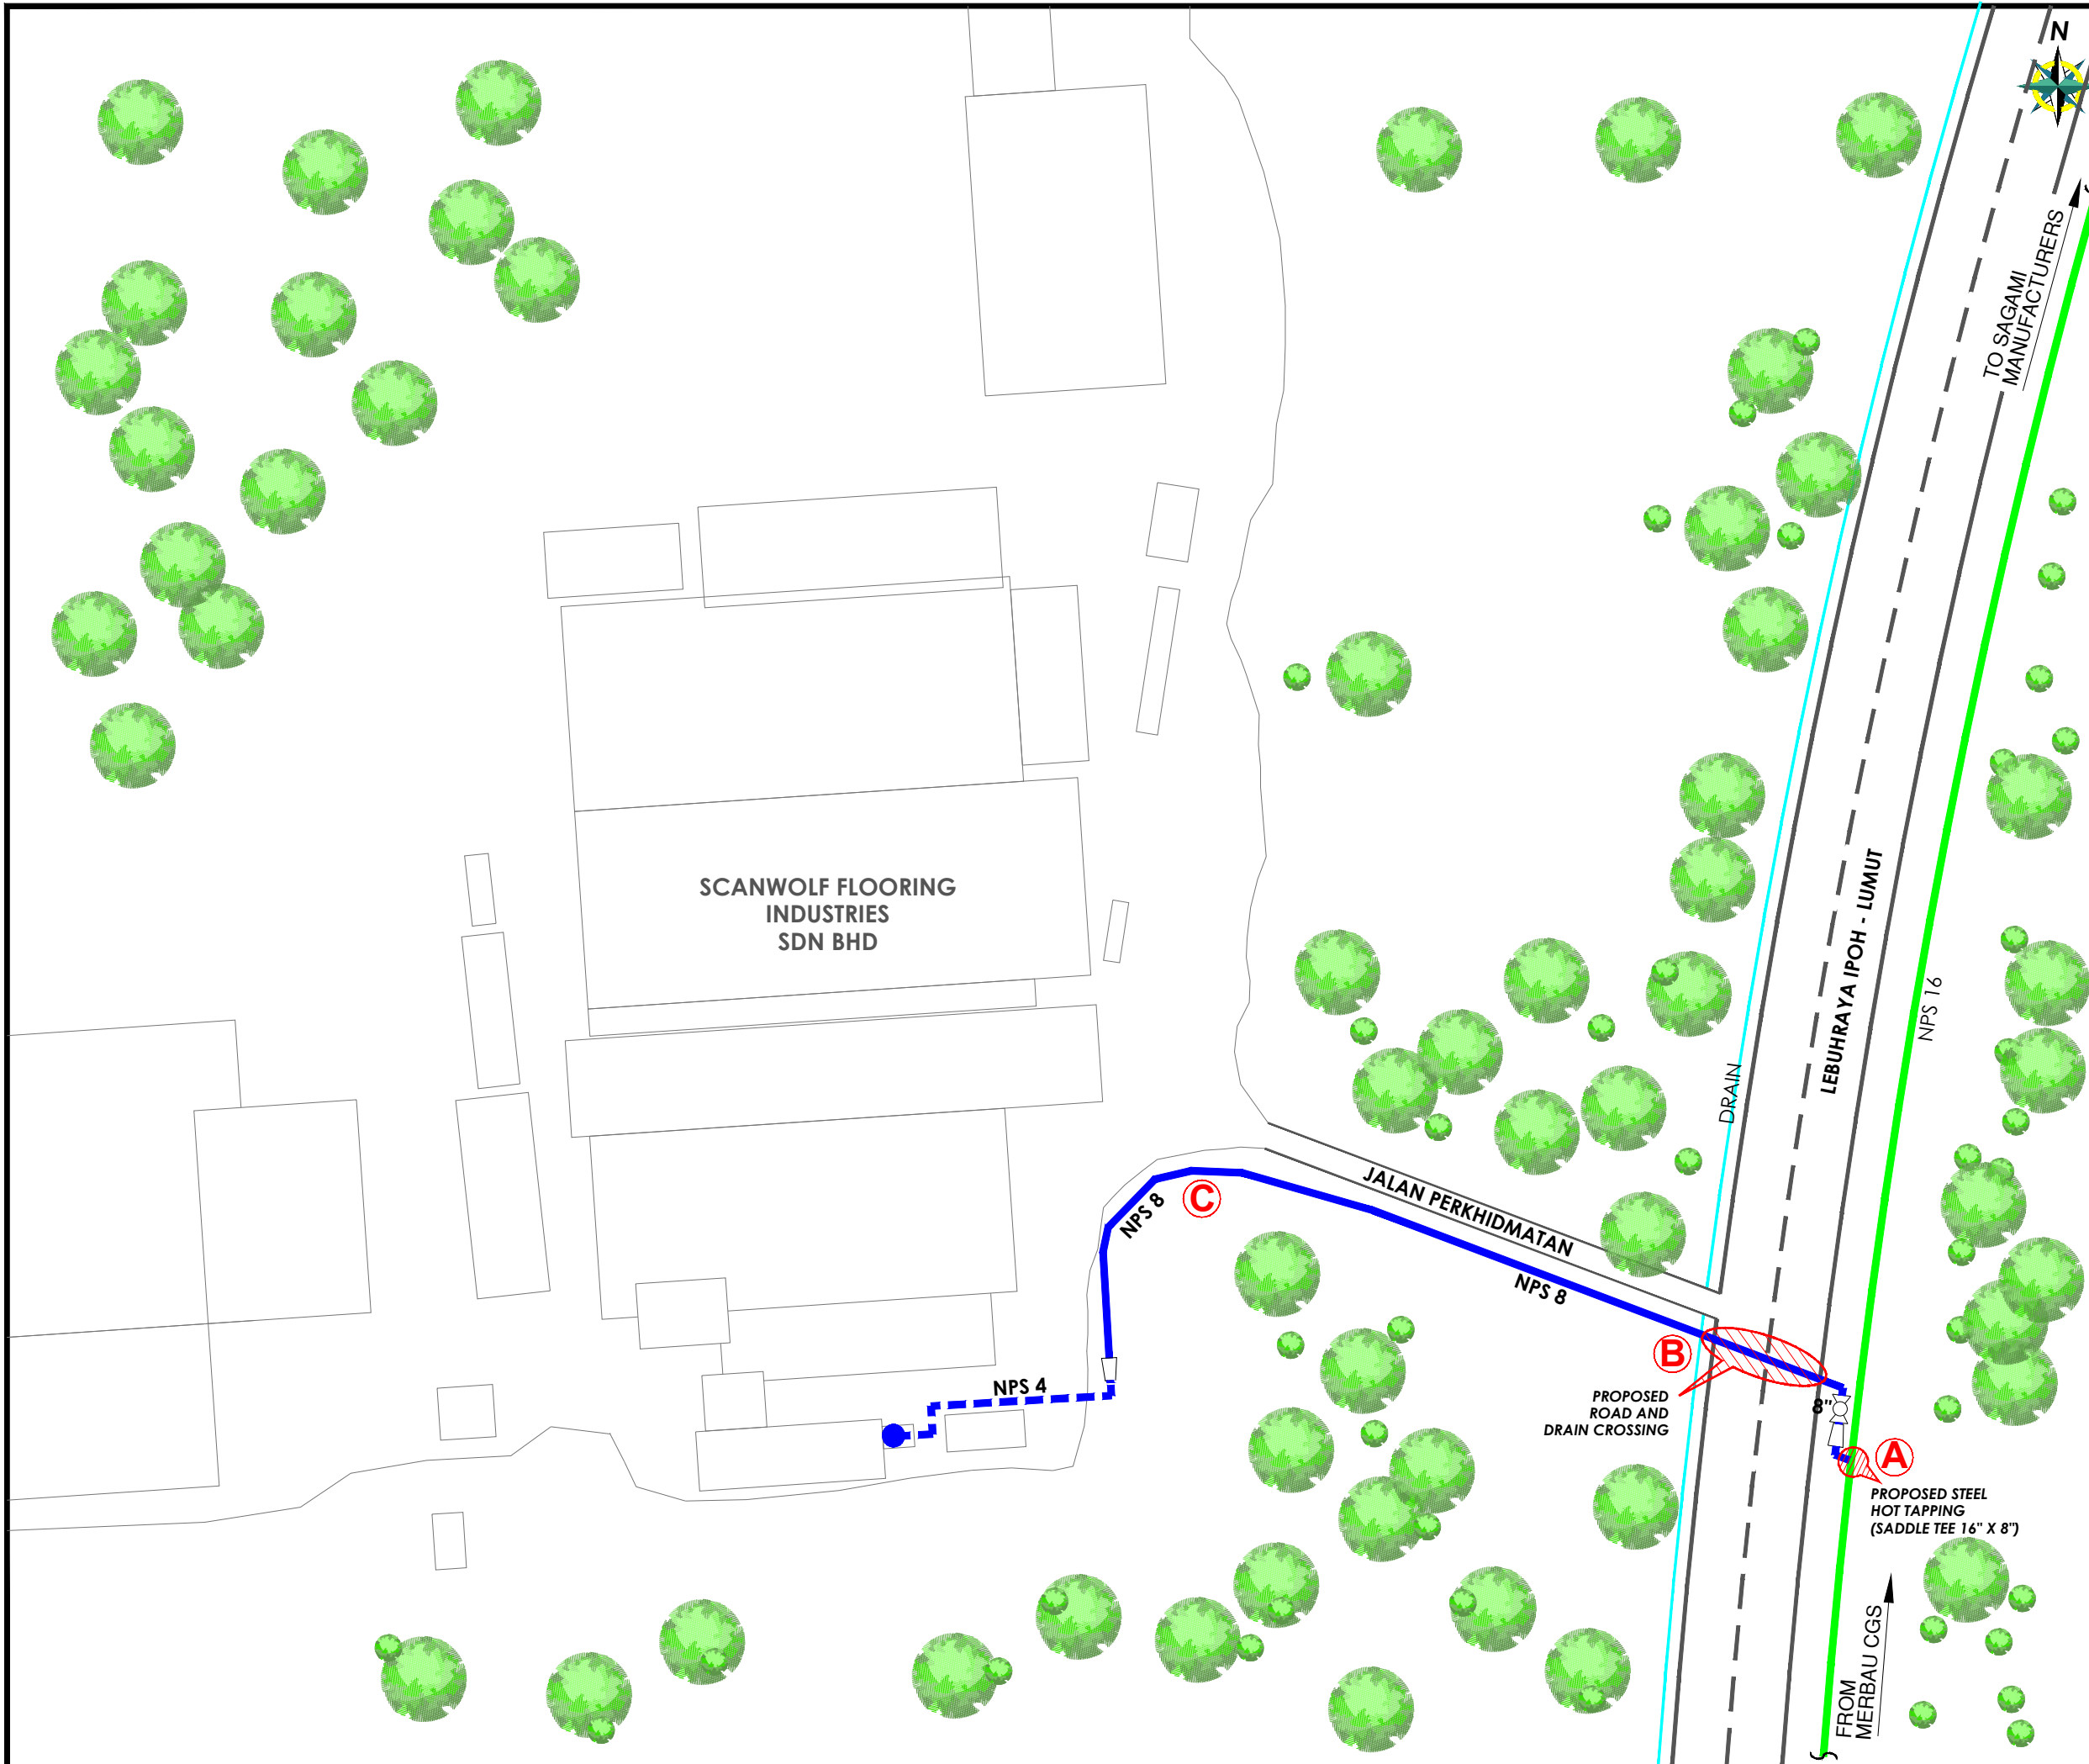 N
TO SAGAMI
MANUFACTURERS
SCANWOLF FLOORING
INDUSTRIES
SDN BHD
LEBUHRAYA IPOH - LUMUT
NPS 16
DRAIN
JALAN PERKHIDMATAN
NPS 8
C
NPS 8
B
PROPOSED
ROAD AND
DRAIN CROSSING
NPS 4
8"
A
PROPOSED STEEL
HOT TAPPING
(SADDLE TEE 16" X 8")
FROM
MERBAU CGS